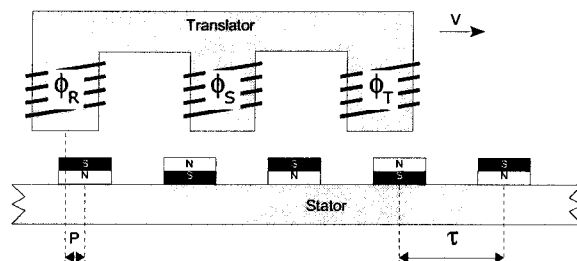 Translator
V
ϕR ϕS ϕT
S N S N S
N S N S N
Stator
P τ